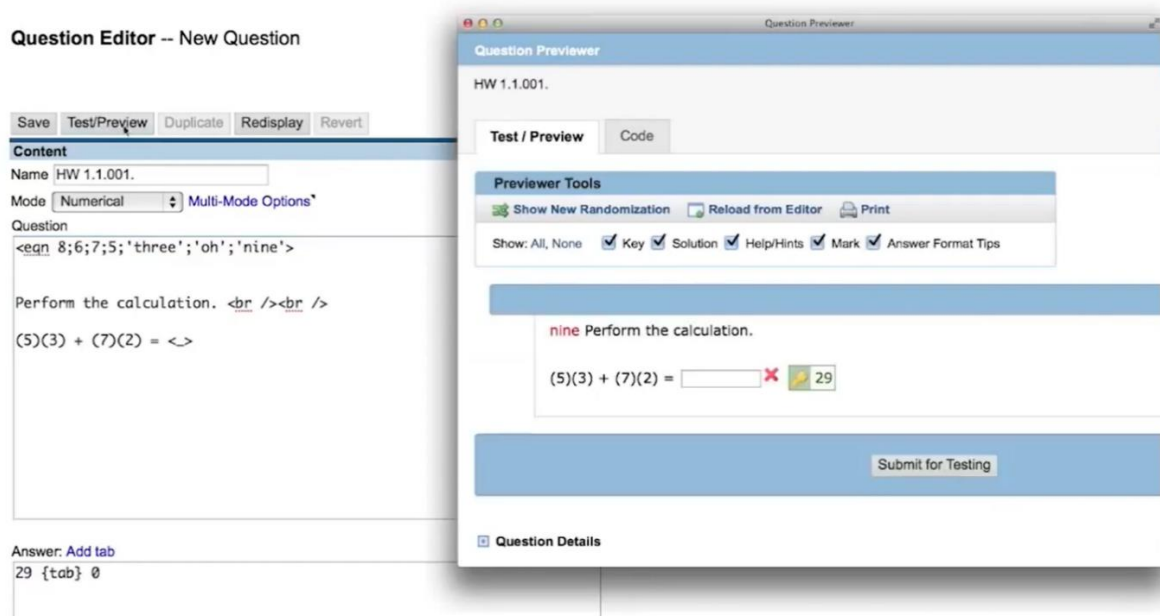 Question Editor -- New Question
Save Test/Preview Duplicate Redisplay Revert
Content
Name HW 1.1.001.
Mode Numerical Multi-Mode Options
Question
<eqn 8;6;7;5;'three';'oh';'nine'>
Perform the calculation. <br /><br />
(5)(3) + (7)(2) = <_>
Answer: Add tab
29 {tab} 0
Question Previewer
Question Previewer
HW 1.1.001.
Test / Preview Code
Previewer Tools
Show New Randomization Reload from Editor Print
Show: All, None Key Solution Help/Hints Mark Answer Format Tips
nine Perform the calculation.
(5)(3) + (7)(2) = 29
Submit for Testing
Question Details